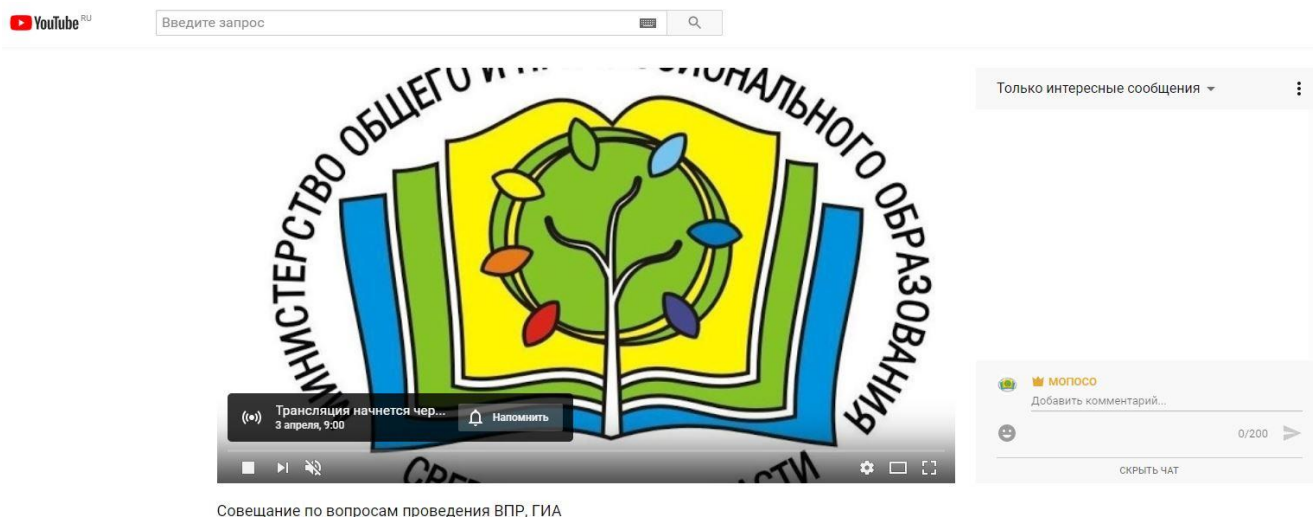 YouTube RU
Введите запрос
МИНИСТЕРСТВО ОБЩЕГО И ПРОФЕССИОНАЛЬНОГО ОБРАЗОВАНИЯ
Трансляция начнется чер...
3 апреля, 9:00
Напомнить
Совещание по вопросам проведения ВПР, ГИА
Только интересные сообщения
МОПОСО
Добавить комментарий...
0/200
СКРЫТЬ ЧАТ